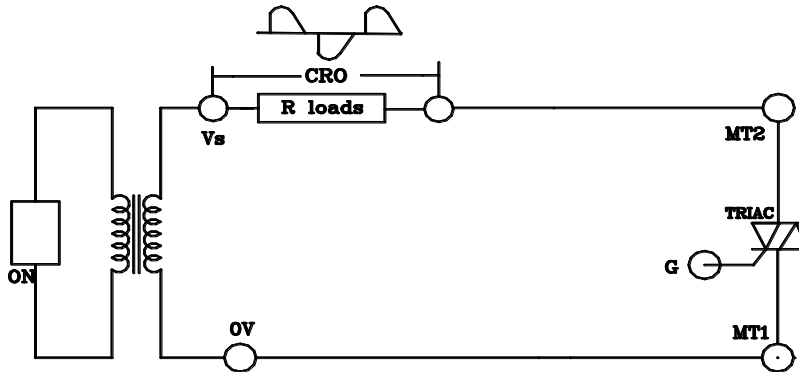 CRO
R loads
Vs
MT2
TRIAC
G
ON
0V
MT1